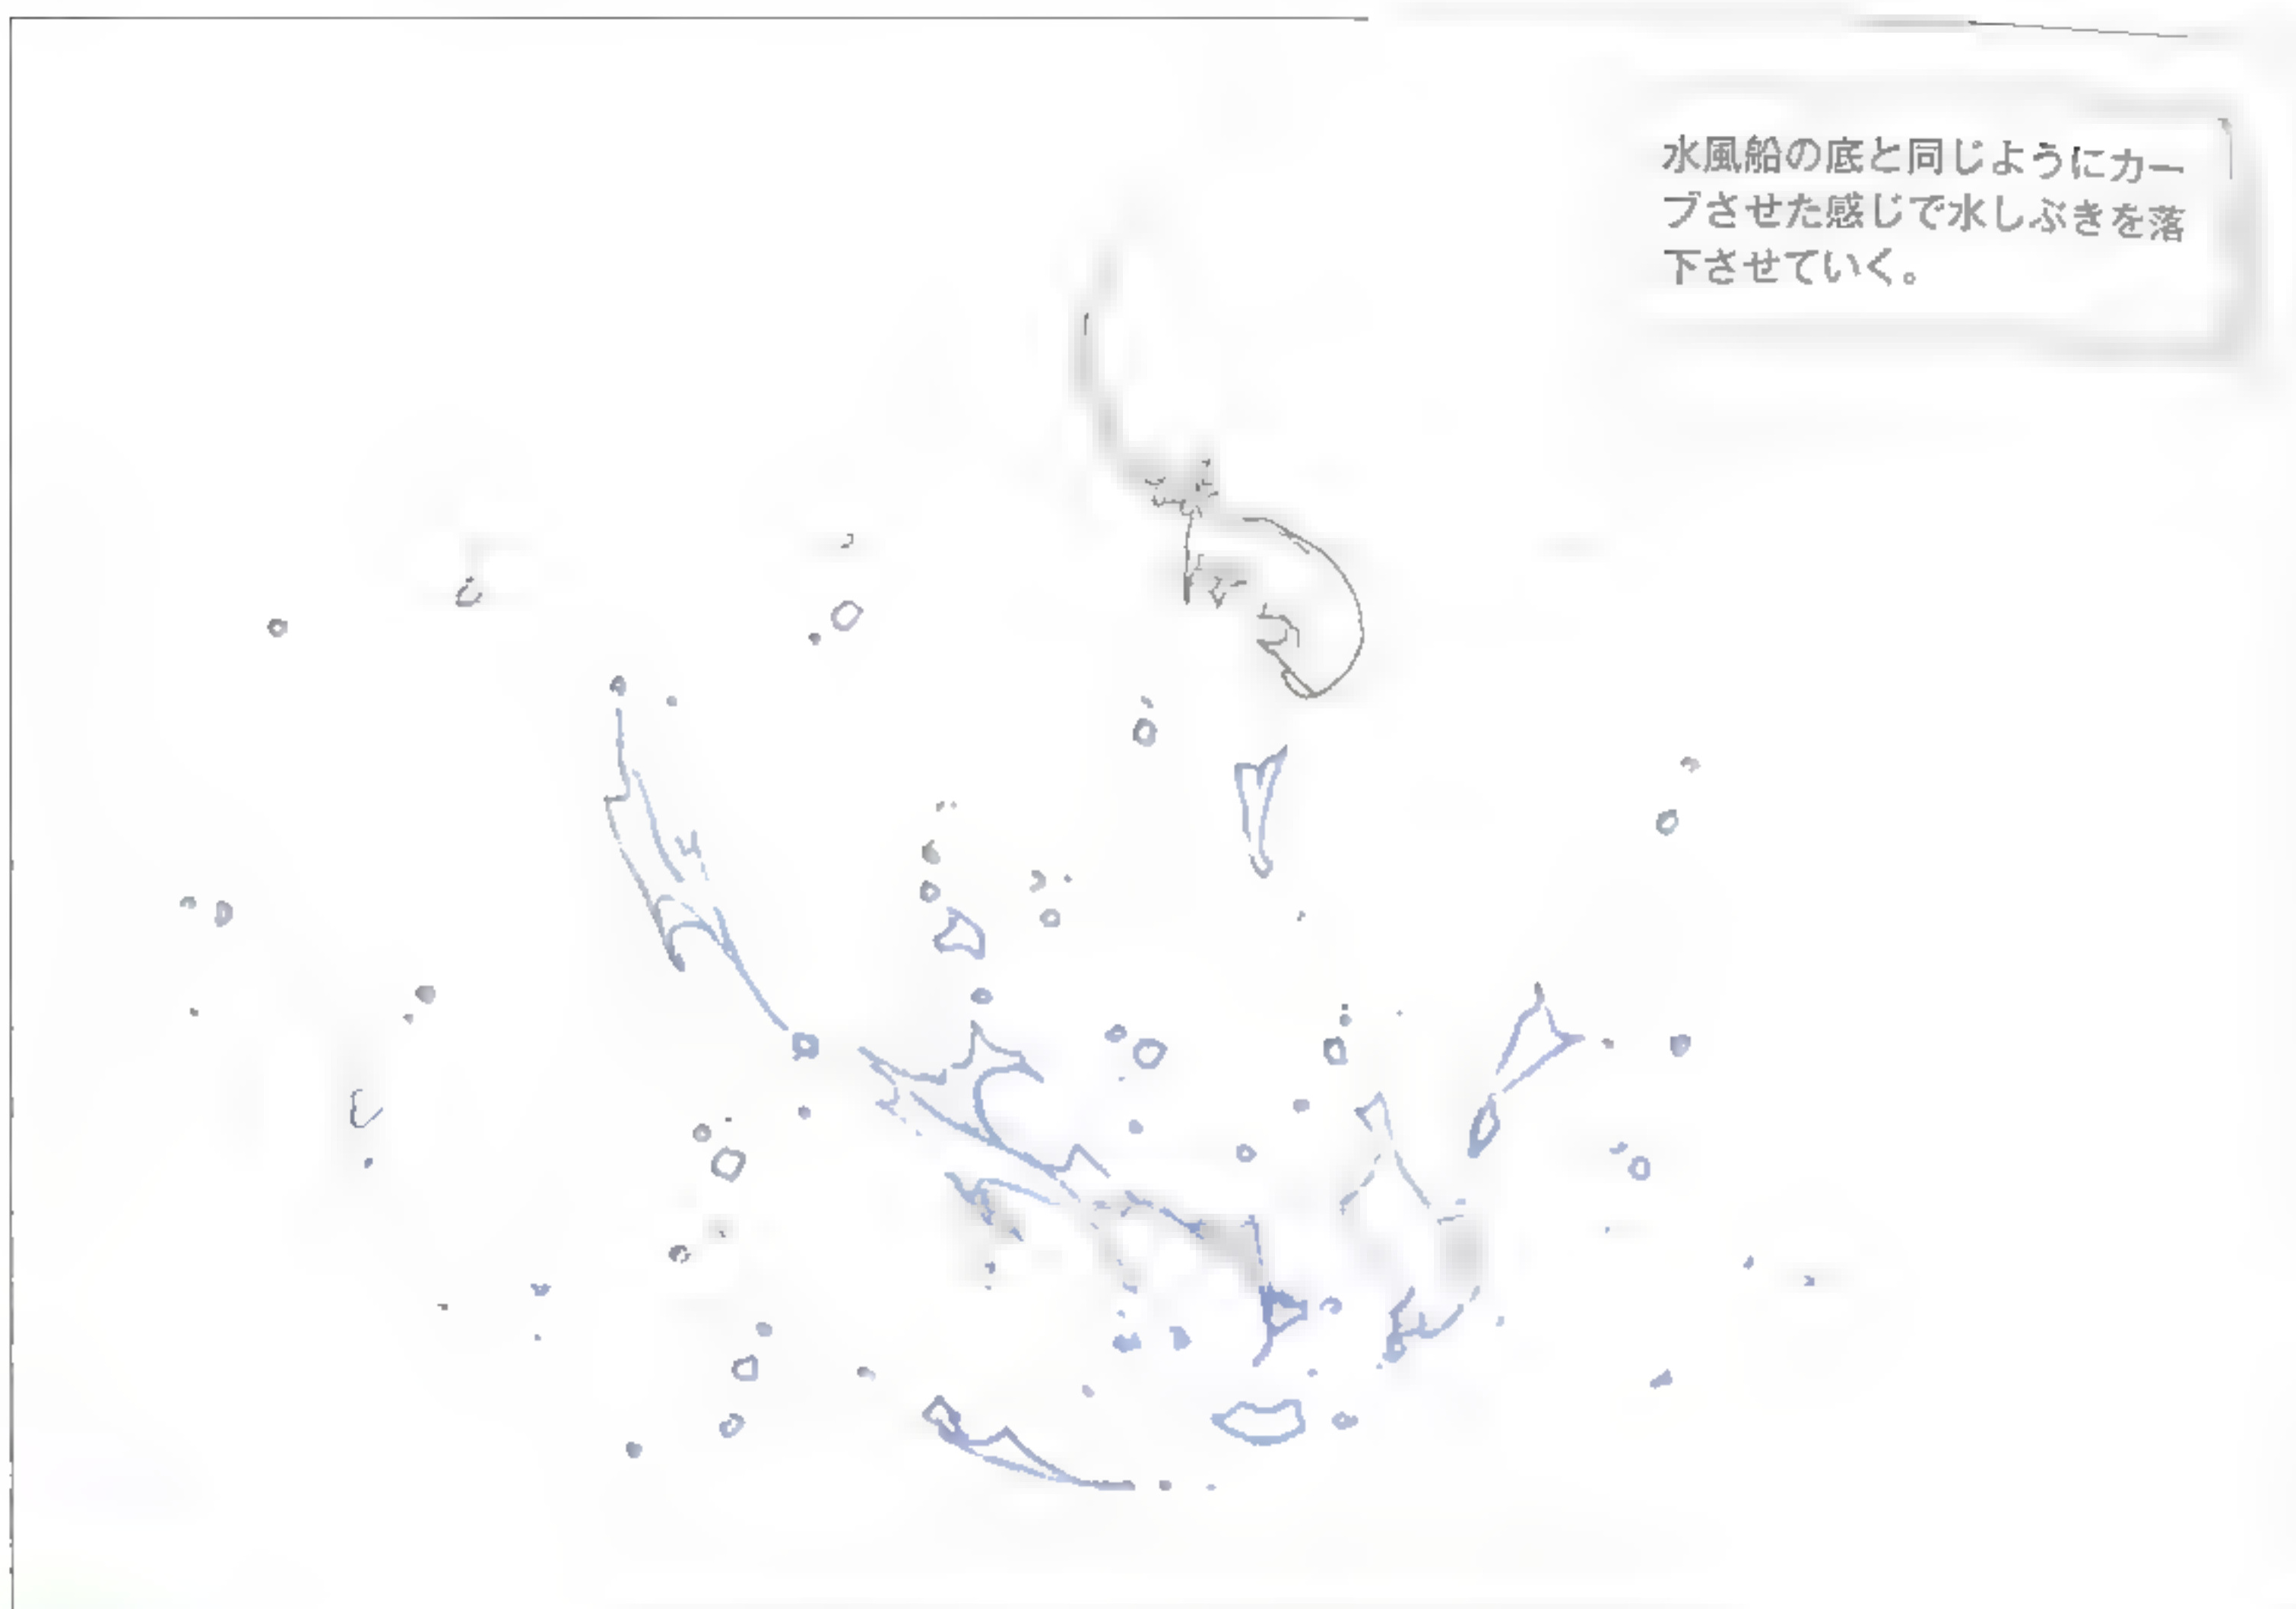 水風船の底と同じようにカー
ブさせた感じで水しぶきを落
下させていく。